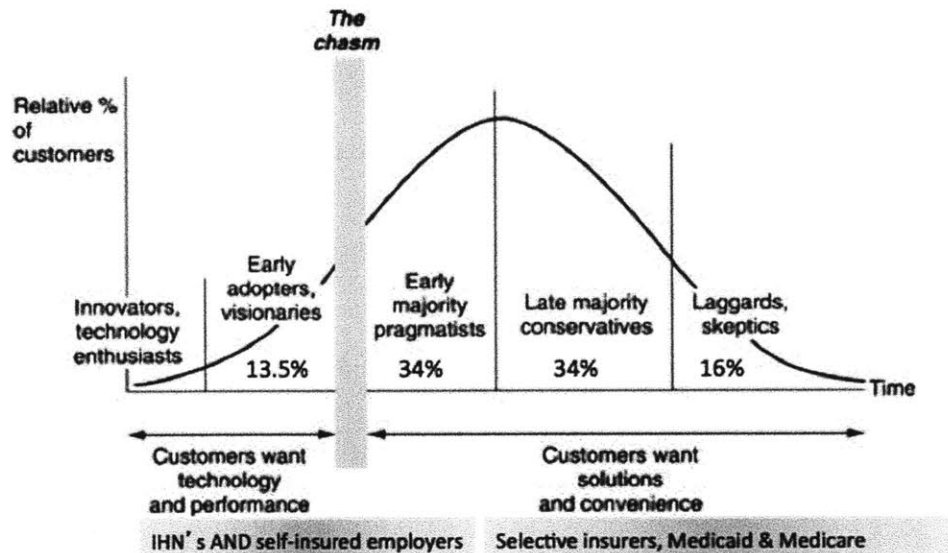 The
chasm
Relative %
of
customers
Innovators,
technology
enthusiasts
Early
adopters,
visionaries
13.5%
Early
majority
pragmatists
34%
Late majority
conservatives
34%
Laggards,
skeptics
16%
Time
Customers want
technology
and performance
Customers want
solutions
and convenience
IHN's AND self-insured employers
Selective insurers, Medicaid & Medicare